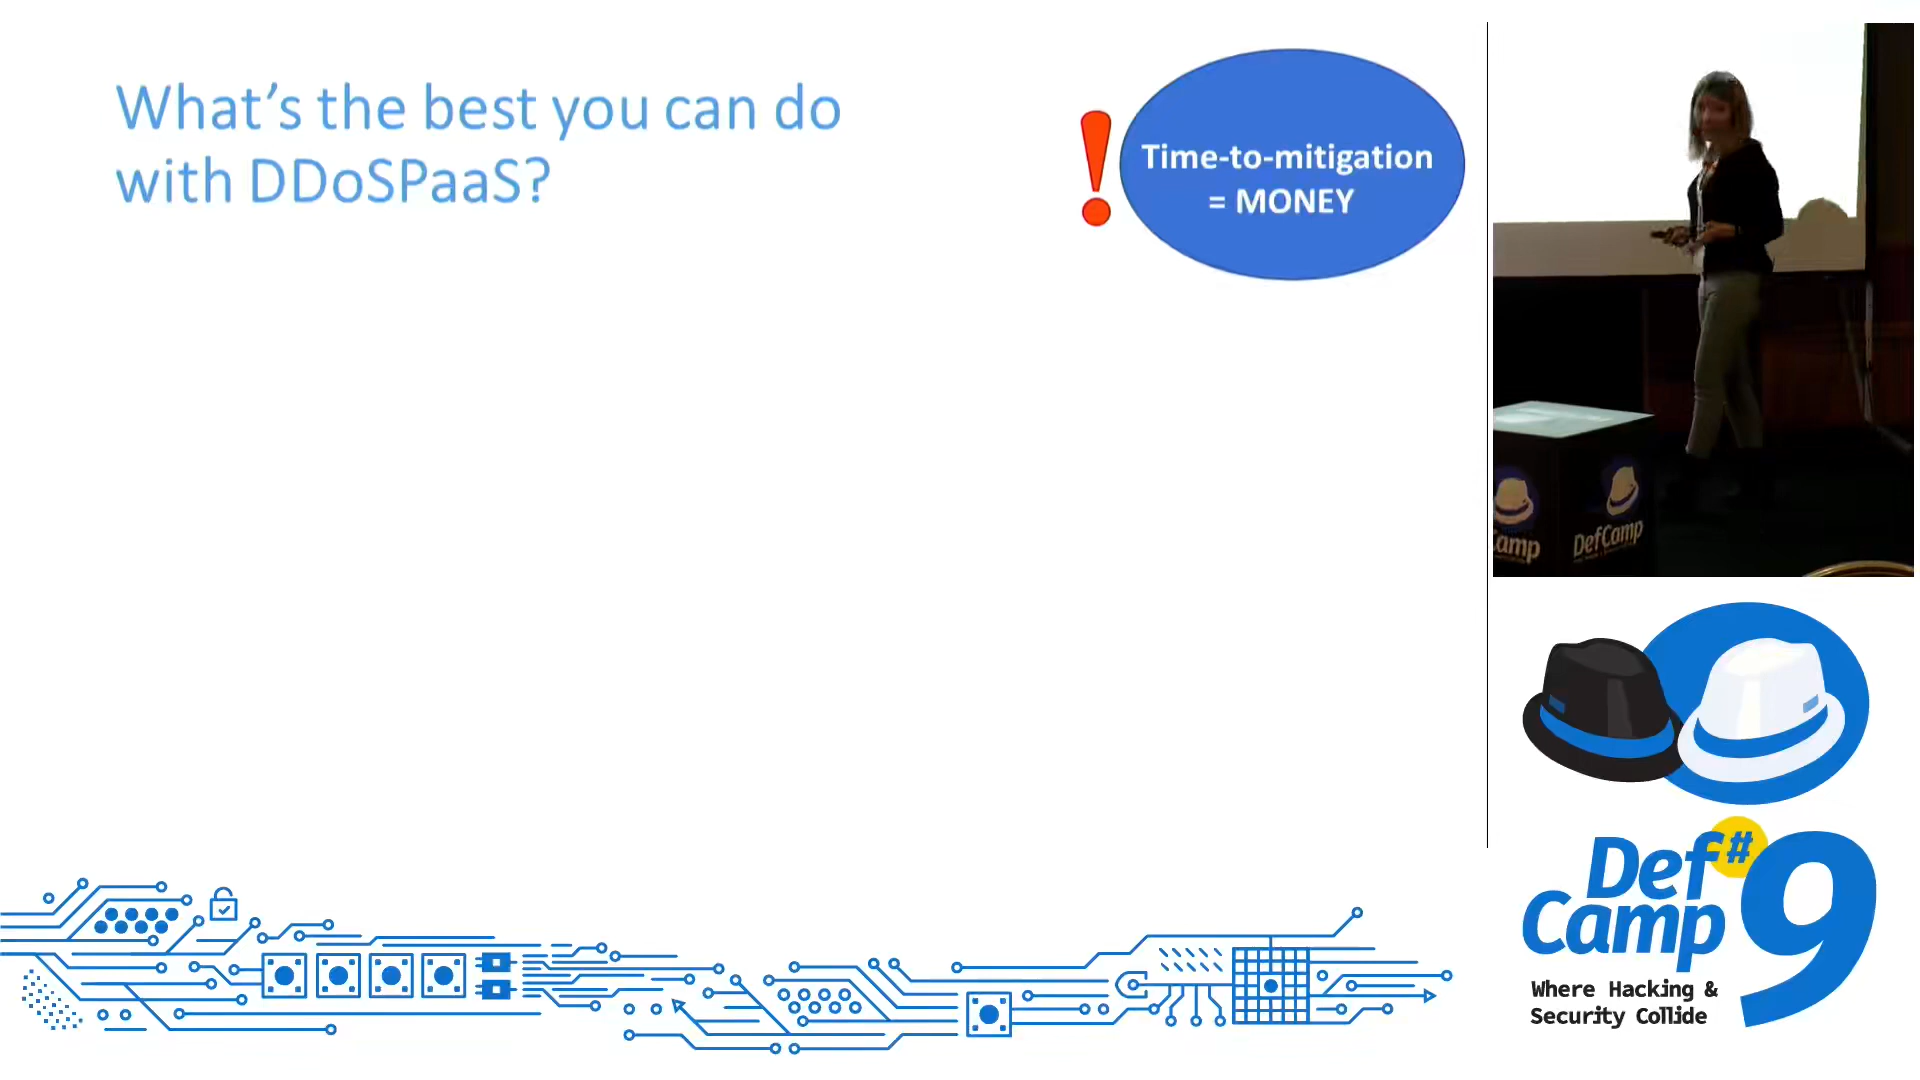 What's the best you can do
with DDoSPaaS?
Time-to-mitigation
= MONEY
Camp
DefCamp
Def#
Camp 9
Where Hacking &
Security Collide